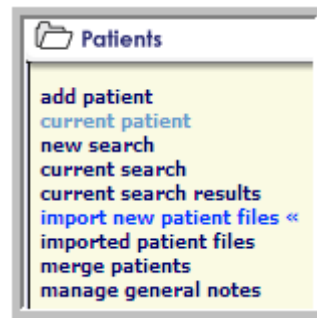 Patients
add patient
current patient
new search
current search
current search results
import new patient files «
imported patient files
merge patients
manage general notes